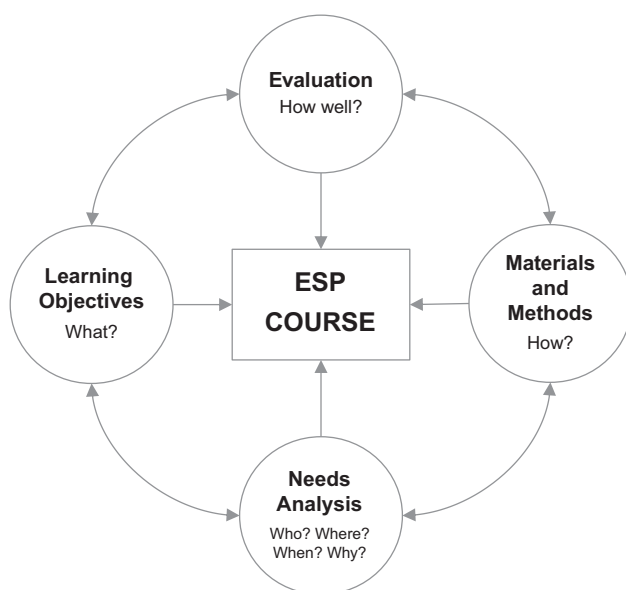 Evaluation
How well?
Learning
Objectives
What?
ESP
COURSE
Materials
and
Methods
How?
Needs
Analysis
Who? Where?
When? Why?